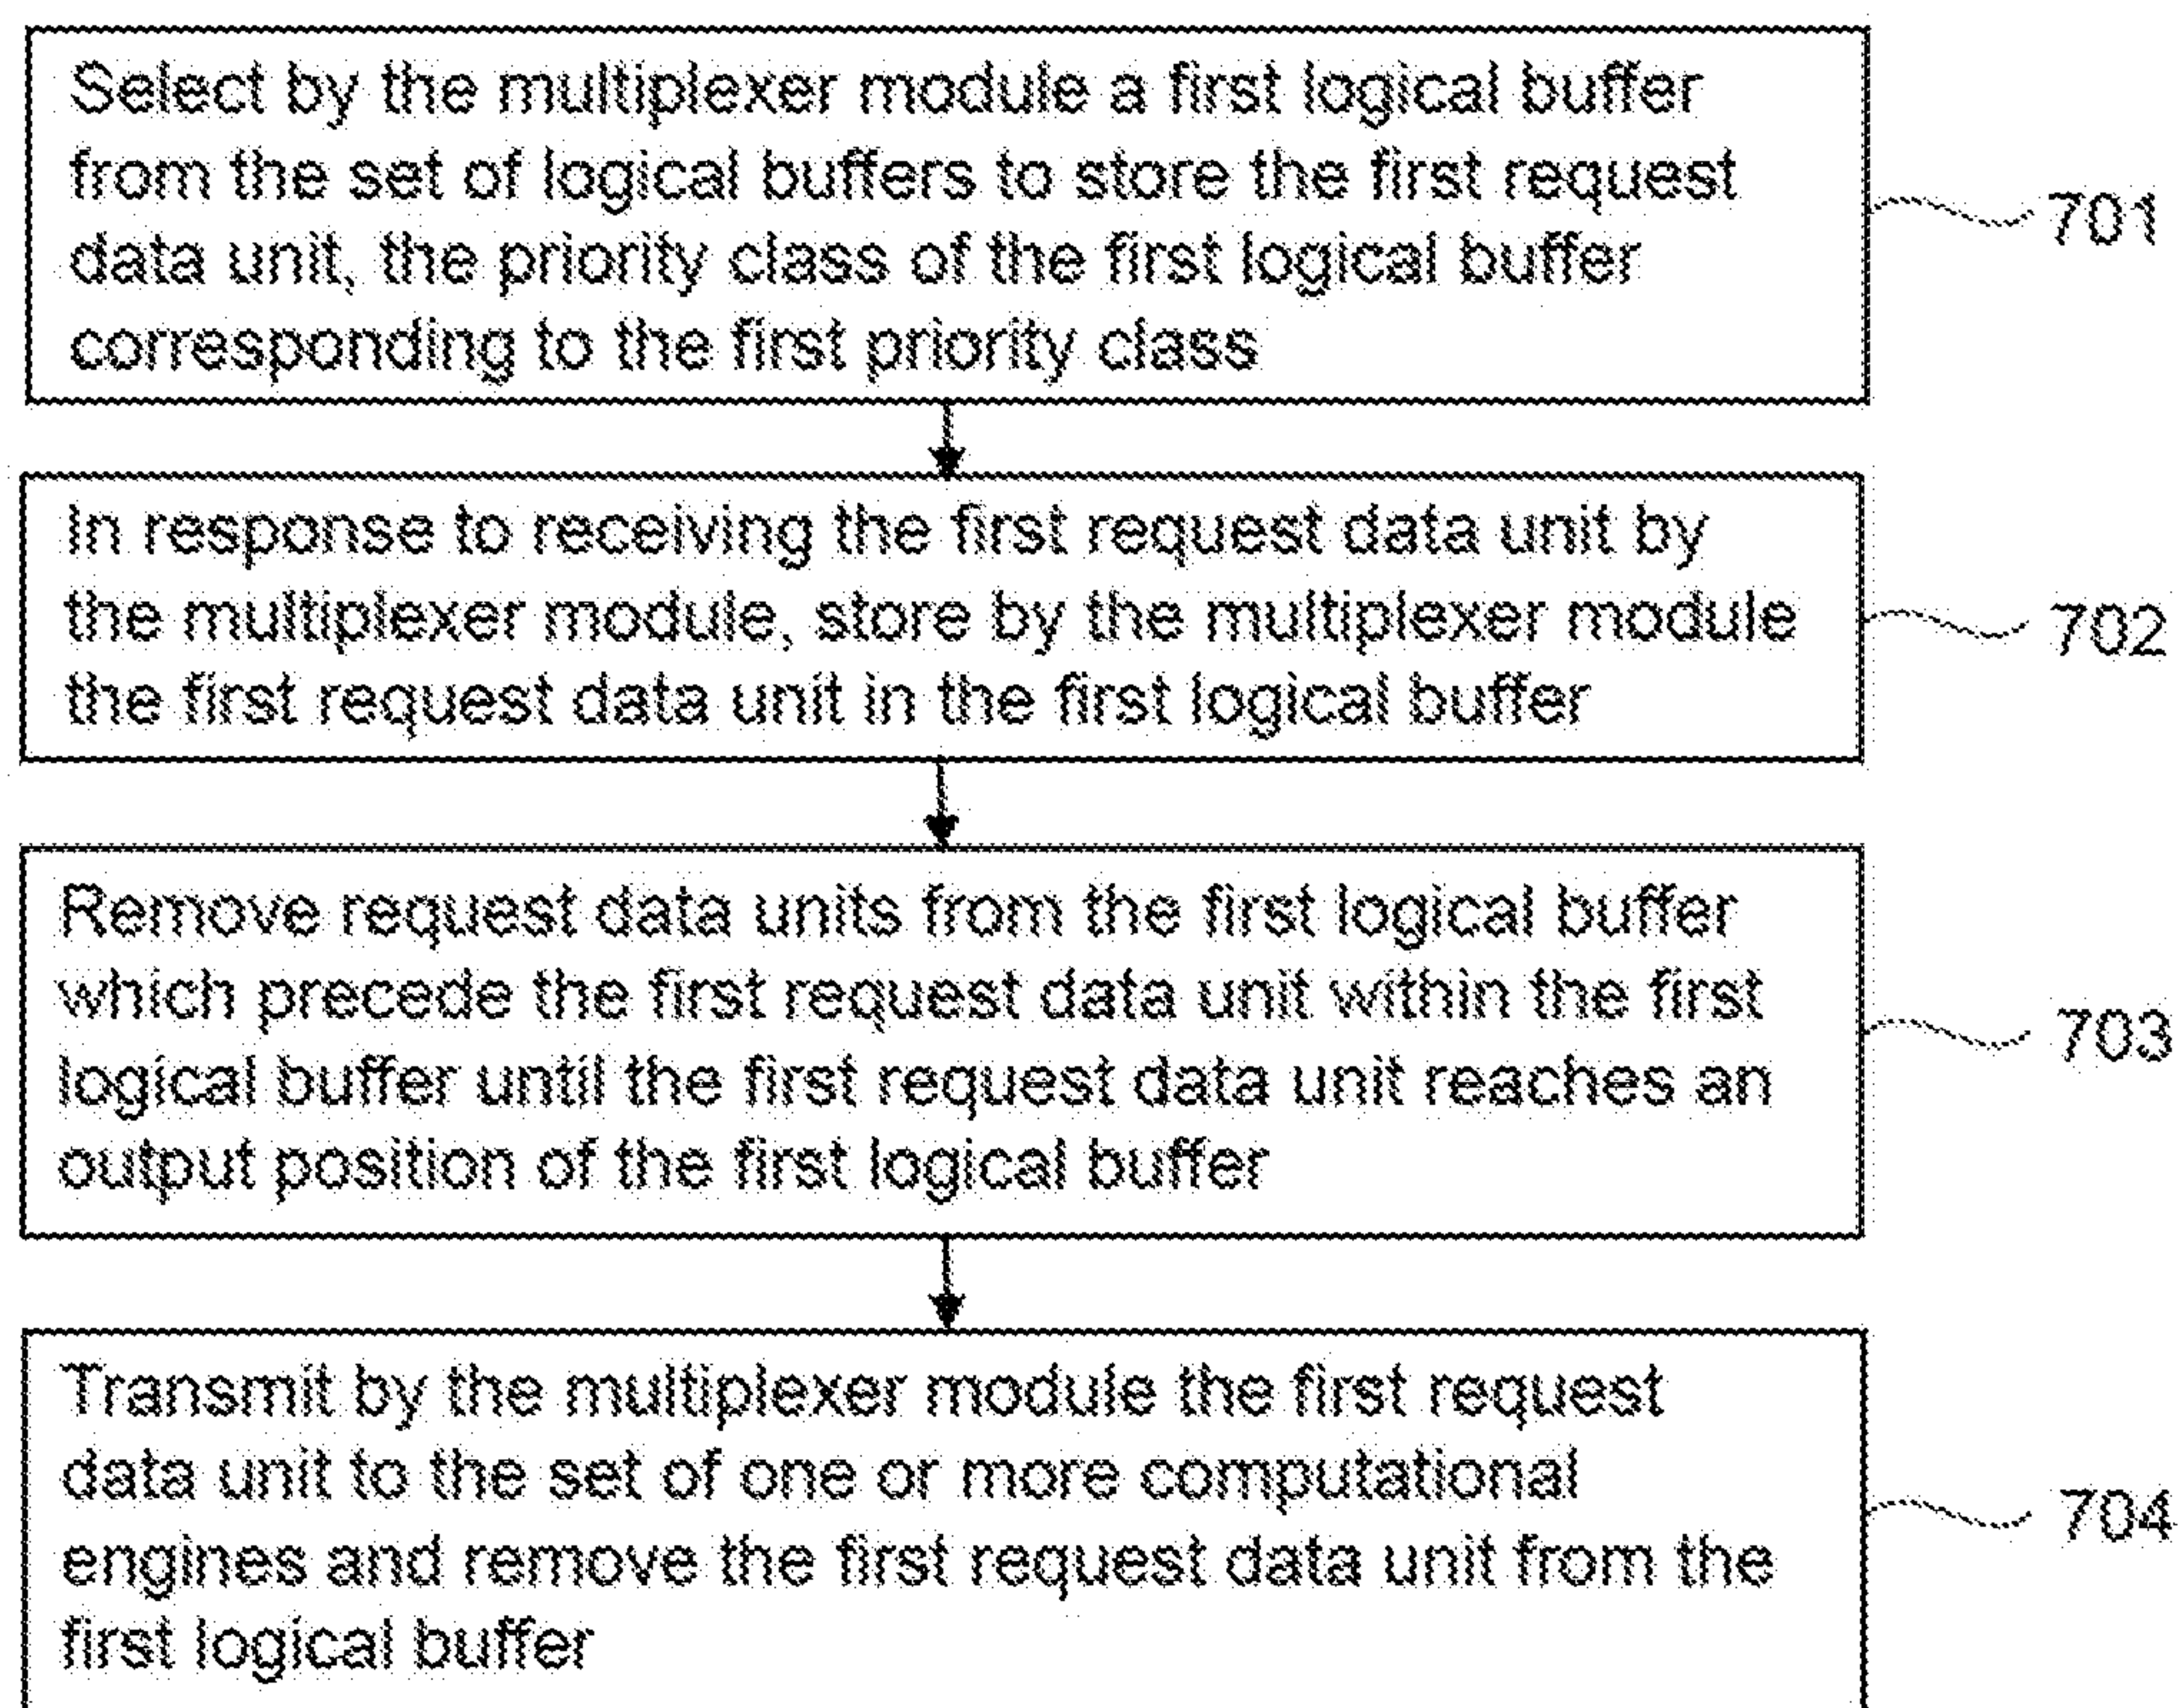 Select by the multiplexer module a first logical buffer
from the set of logical buffers to store the first request
data unit, the priority class of the first logical buffer
corresponding to the first priority class
701
In response to receiving the first request data unit by
the multiplexer module, store by the multiplexer module
the first request data unit in the first logical buffer
702
Remove request data units from the first logical buffer
which precede the first request data unit within the first
logical buffer until the first request data unit reaches an
output position of the first logical buffer
703
Transmit by the multiplexer module the first request
data unit to the set of one or more computational
engines and remove the first request data unit from the
first logical buffer
704